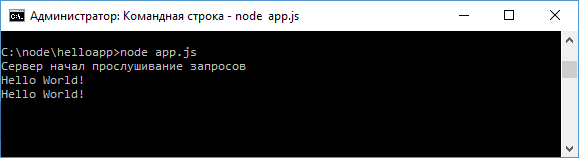 Администратор: Командная строка - node app.js
C:\node\helloapp>node app.js
Сервер начал прослушивание запросов
Hello World!
Hello World!